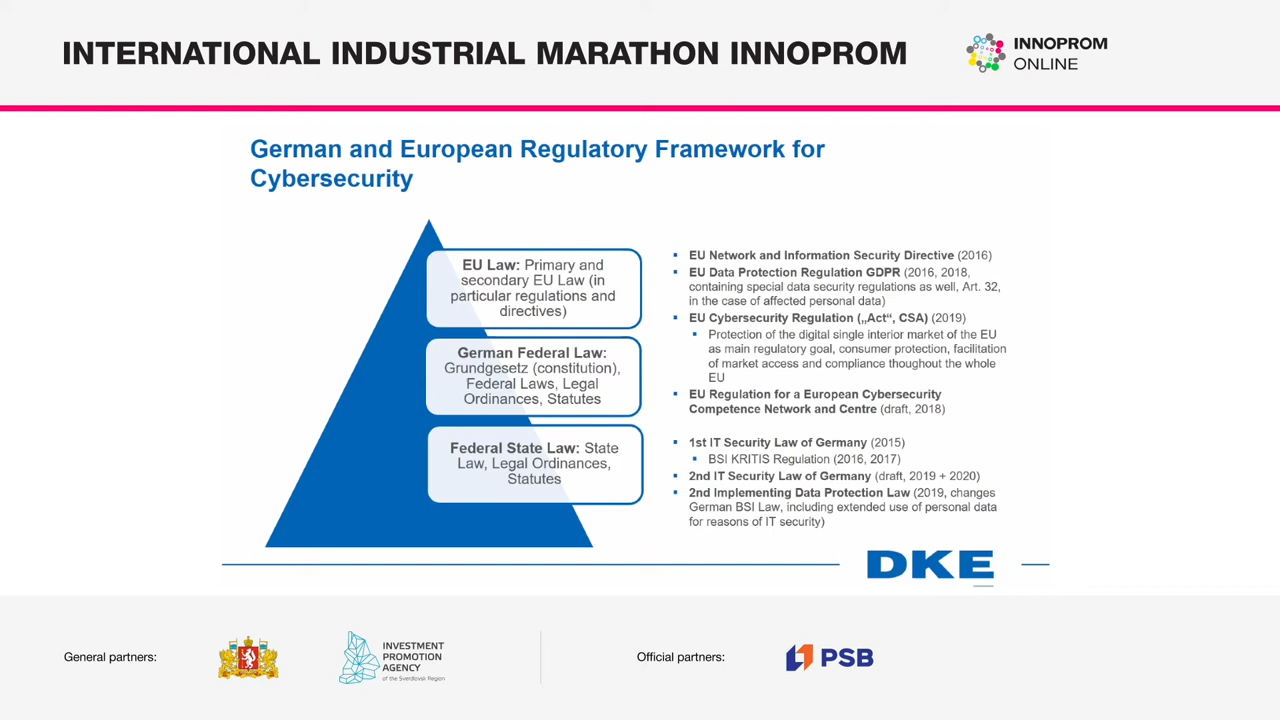 INTERNATIONAL INDUSTRIAL MARATHON INNOPROM
INNOPROM
ONLINE
German and European Regulatory Framework for
Cybersecurity
EU Law: Primary and
secondary EU Law (in
particular regulations and
directives)
German Federal Law:
Grundgesetz (constitution),
Federal Laws, Legal
Ordinances, Statutes
Federal State Law: State
Law, Legal Ordinances,
Statutes
▪ EU Network and Information Security Directive (2016)
▪ EU Data Protection Regulation GDPR (2016, 2018,
containing special data security regulations as well, Art. 32,
in the case of affected personal data)
▪ EU Cybersecurity Regulation („Act“, CSA) (2019)
▪ Protection of the digital single interior market of the EU
as main regulatory goal, consumer protection, facilitation
of market access and compliance thoughout the whole
EU
▪ EU Regulation for a European Cybersecurity
Competence Network and Centre (draft, 2018)
▪ 1st IT Security Law of Germany (2015)
▪ BSI KRITIS Regulation (2016, 2017)
▪ 2nd IT Security Law of Germany (draft, 2019 + 2020)
▪ 2nd Implementing Data Protection Law (2019, changes
German BSI Law, including extended use of personal data
for reasons of IT security)
DKE
General partners:
INVESTMENT
PROMOTION
AGENCY
of the Sverdlovsk Region
Official partners:
PSB